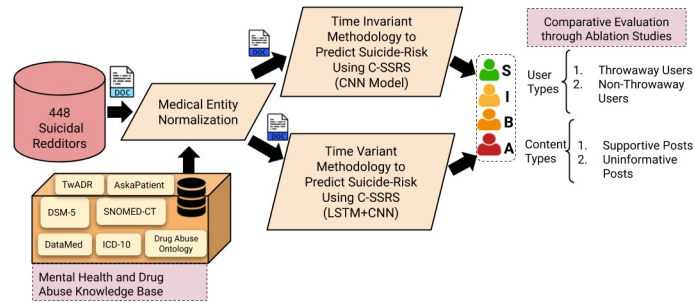 448
Suicidal
Redditors
DOC
Medical Entity
Normalization
TwADR
AskaPatient
DSM-5
SNOMED-CT
DataMed
ICD-10
Drug Abuse
Ontology
Mental Health and Drug
Abuse Knowledge Base
DOC
Time Invariant
Methodology to
Predict Suicide-Risk
Using C-SSRS
(CNN Model)
DOC
Time Variant
Methodology to
Predict Suicide-Risk
Using C-SSRS
(LSTM+CNN)
S
I
B
A
Comparative Evaluation
through Ablation Studies
User
Types
1. Throwaway Users
2. Non-Throwaway
Users
Content
Types
1. Supportive Posts
2. Uninformative
Posts